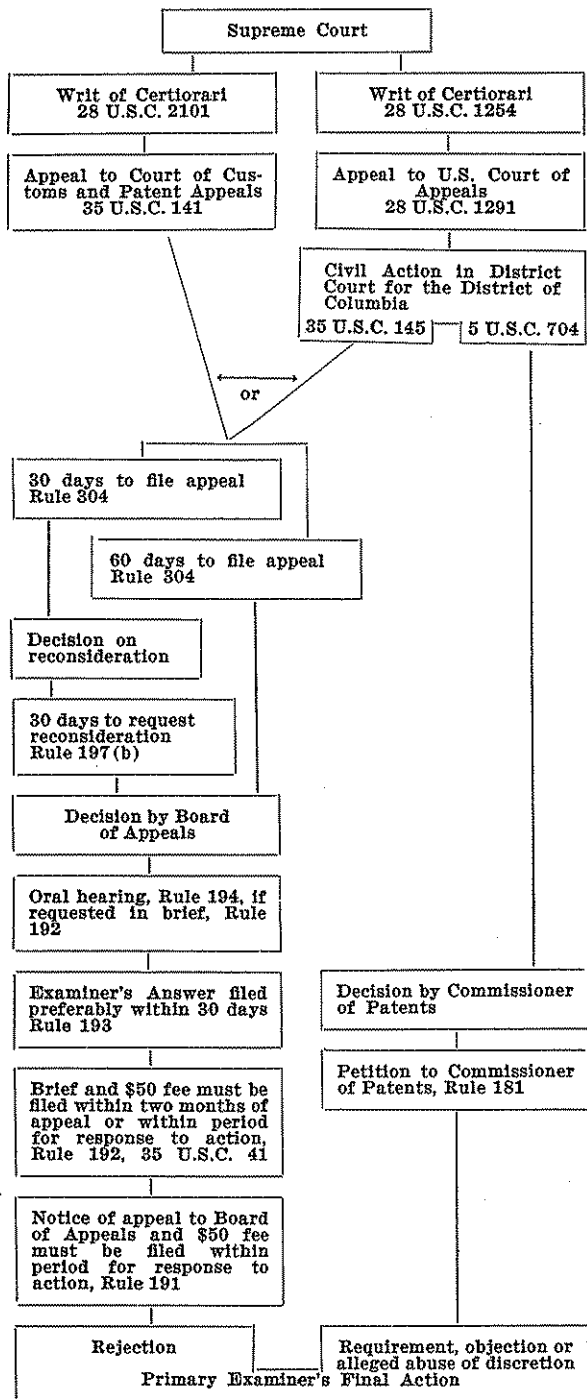 Supreme Court
Writ of Certiorari
28 U.S.C. 2101
Writ of Certiorari
28 U.S.C. 1254
Appeal to Court of Cus-
toms and Patent Appeals
35 U.S.C. 141
Appeal to U.S. Court of
Appeals
28 U.S.C. 1291
Civil Action in District
Court for the District of
Columbia
35 U.S.C. 145
5 U.S.C. 704
or
30 days to file appeal
Rule 304
60 days to file appeal
Rule 304
Decision on
reconsideration
30 days to request
reconsideration
Rule 197(b)
Decision by Board
of Appeals
Oral hearing, Rule 194, if
requested in brief, Rule
192
Examiner's Answer filed
preferably within 30 days
Rule 193
Decision by Commissioner
of Patents
Brief and $50 fee must be
filed within two months of
appeal or within period
for response to action,
Rule 192, 35 U.S.C. 41
Petition to Commissioner
of Patents, Rule 181
Notice of appeal to Board
of Appeals and $50 fee
must be filed within
period for response to
action, Rule 191
Rejection
Requirement, objection or
alleged abuse of discretion
Primary Examiner's Final Action